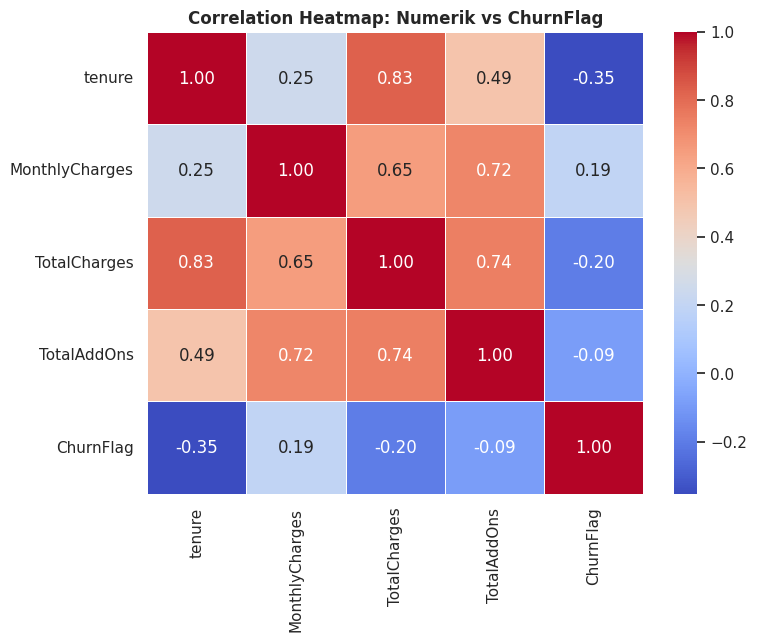 Correlation Heatmap: Numerik vs ChurnFlag
tenure 1.00 0.25 0.83 0.49 -0.35
MonthlyCharges 0.25 1.00 0.65 0.72 0.19
TotalCharges 0.83 0.65 1.00 0.74 -0.20
TotalAddOns 0.49 0.72 0.74 1.00 -0.09
ChurnFlag -0.35 0.19 -0.20 -0.09 1.00
tenure
MonthlyCharges
TotalCharges
TotalAddOns
ChurnFlag
1.0
0.8
0.6
0.4
0.2
0.0
−0.2